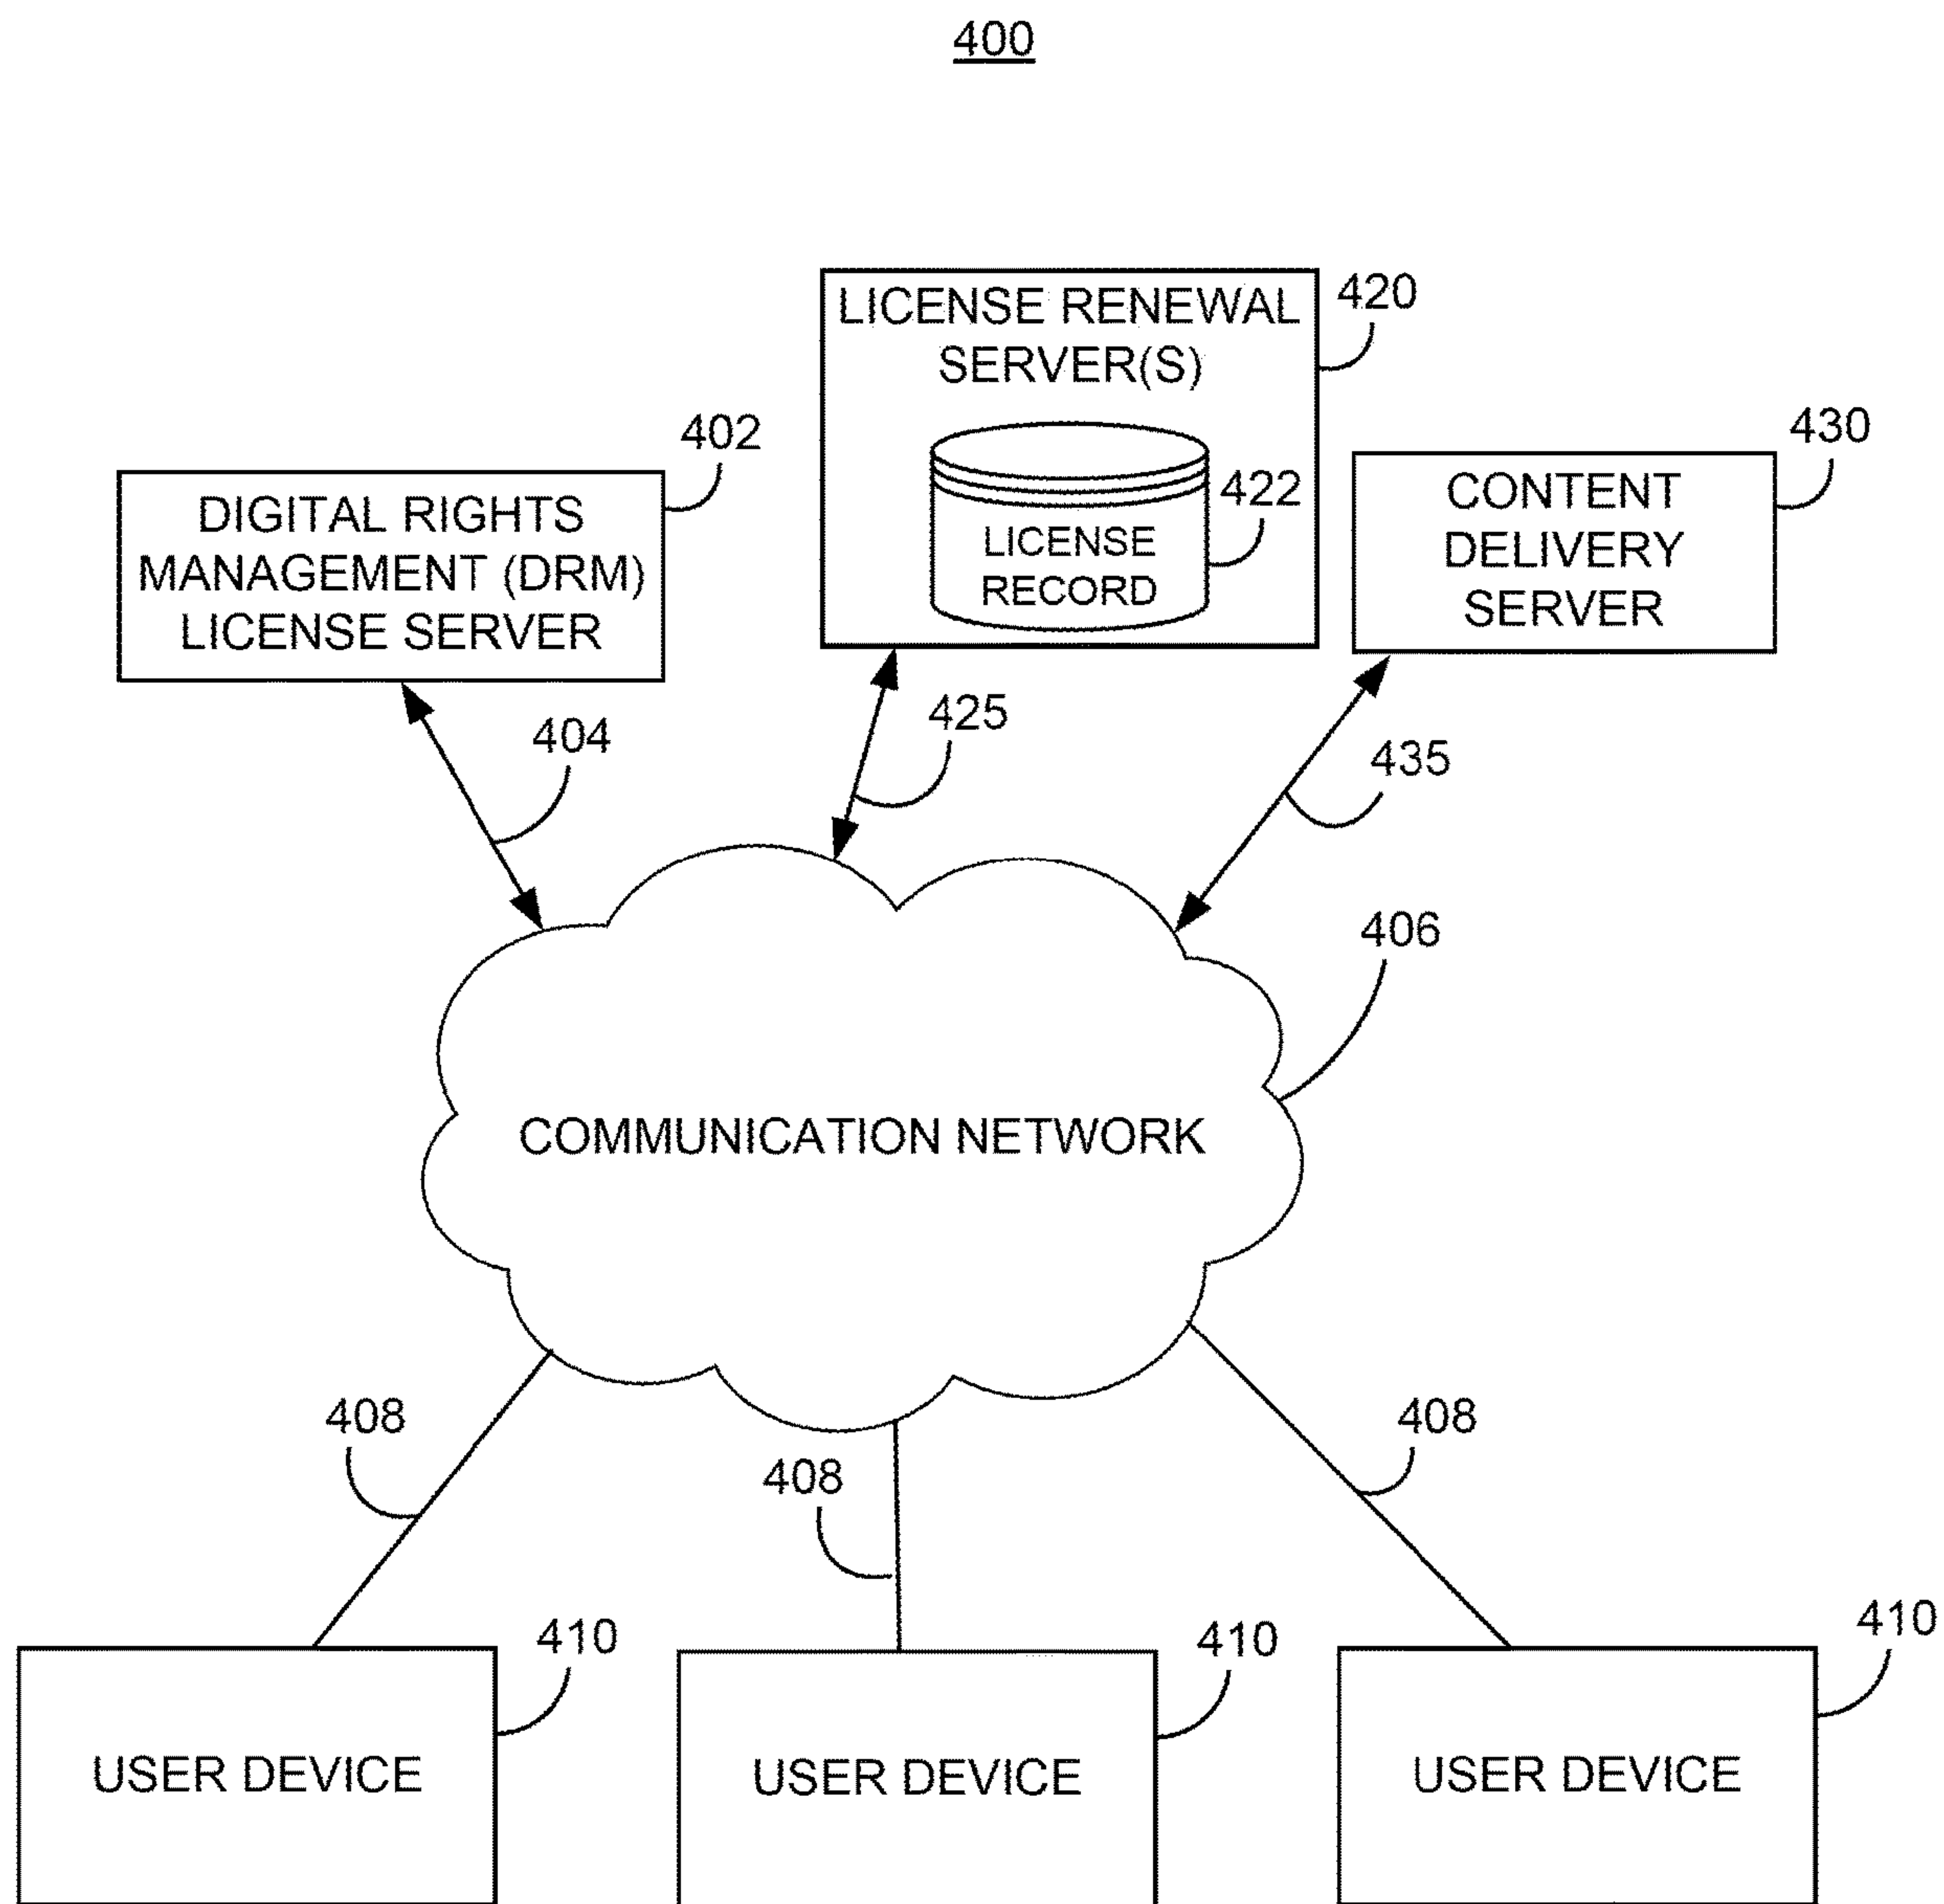 400
LICENSE RENEWAL
SERVER(S)
420
LICENSE
RECORD
422
DIGITAL RIGHTS
MANAGEMENT (DRM)
LICENSE SERVER
402
CONTENT
DELIVERY
SERVER
430
404
425
435
COMMUNICATION NETWORK
406
408
408
408
USER DEVICE
410
USER DEVICE
410
USER DEVICE
410